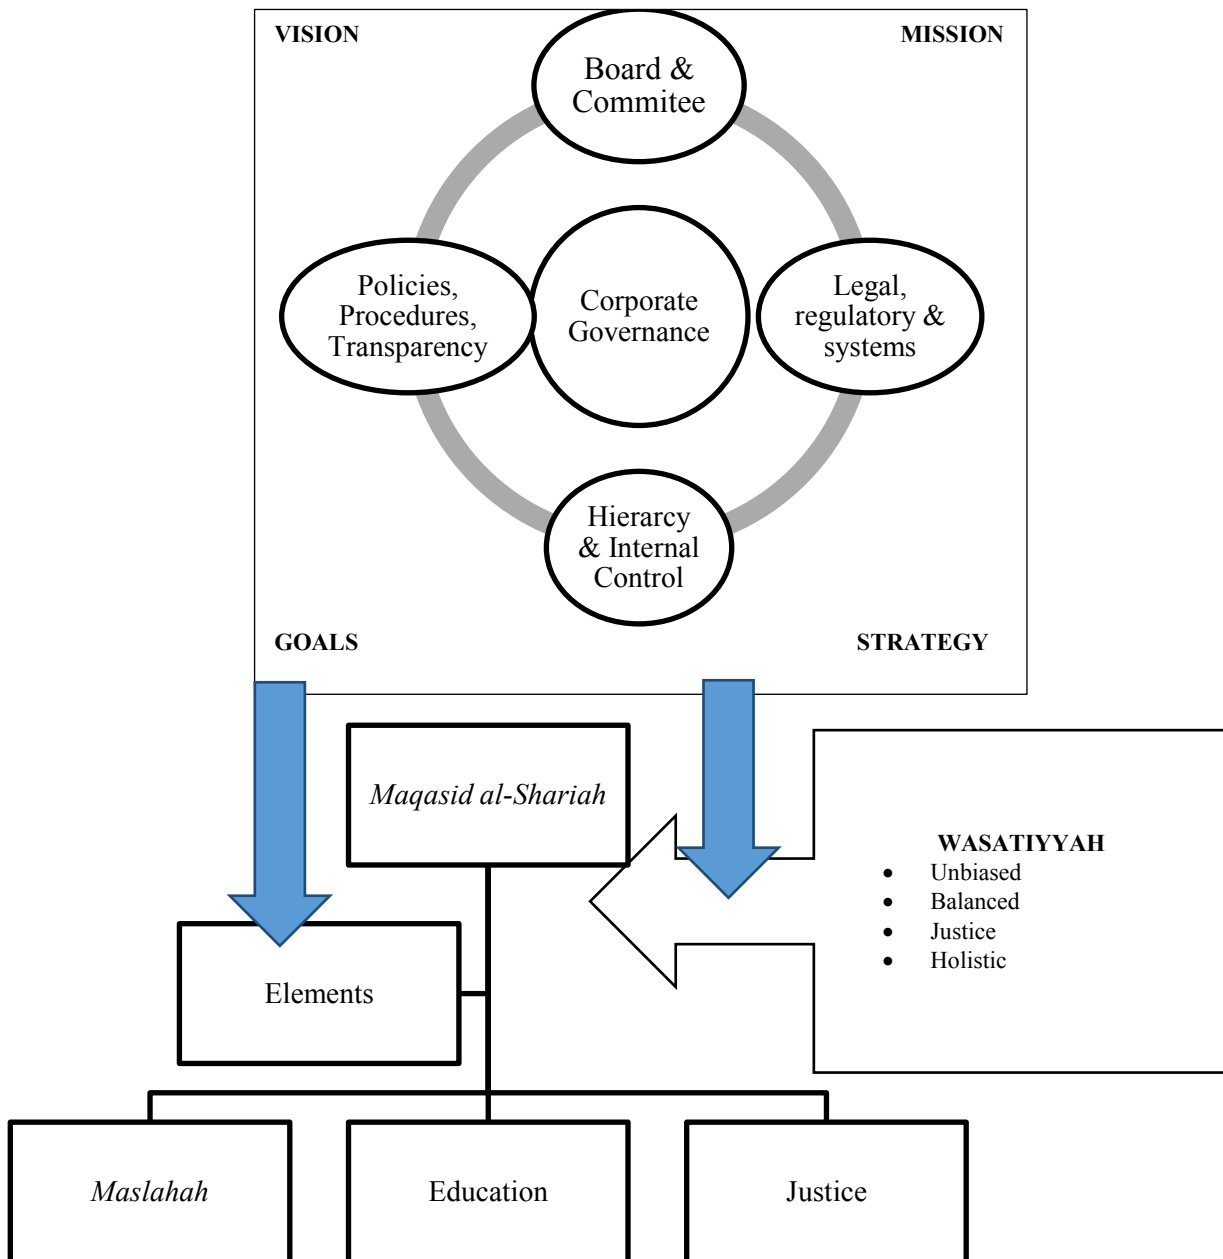 VISION
MISSION
Board &
Commitee
Policies,
Procedures,
Transparency
Corporate
Governance
Legal,
regulatory &
systems
Hierarcy
& Internal
Control
GOALS
STRATEGY
Maqasid al-Shariah
WASATIYYAH
• Unbiased
• Balanced
• Justice
• Holistic
Elements
Maslahah
Education
Justice